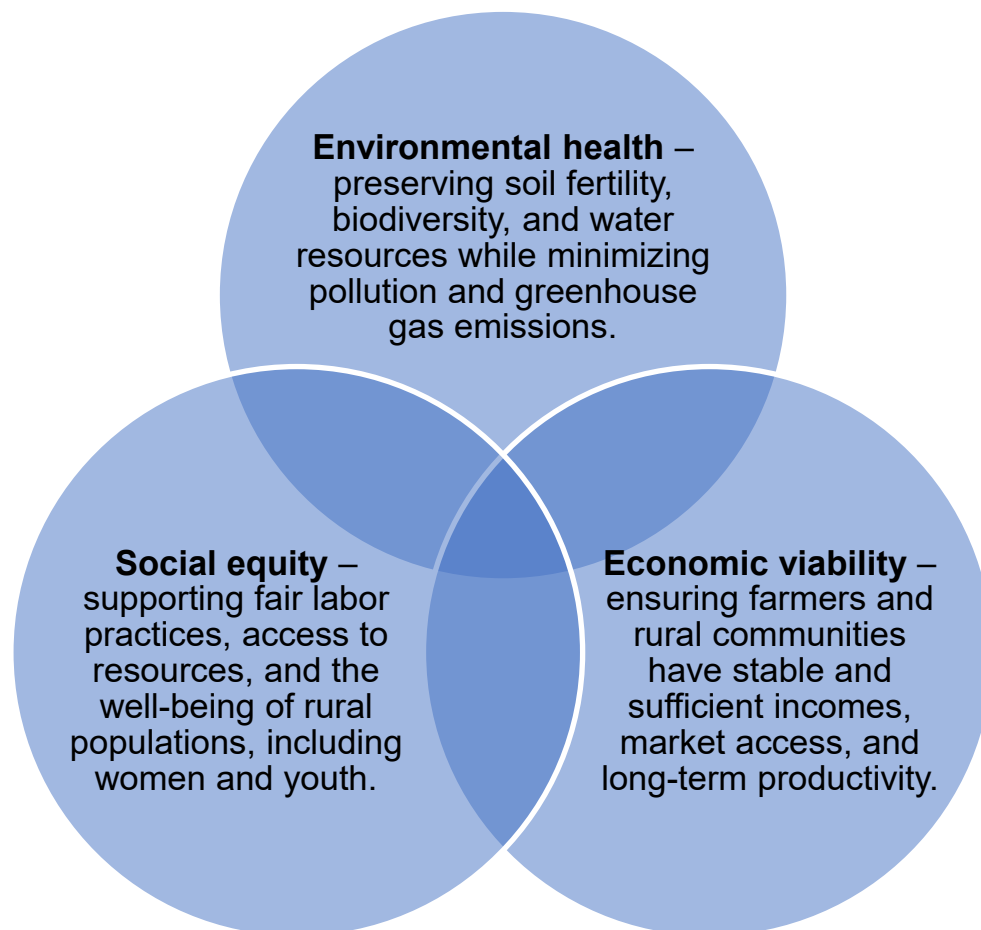 Environmental health –
preserving soil fertility,
biodiversity, and water
resources while minimizing
pollution and greenhouse
gas emissions.
Social equity –
supporting fair labor
practices, access to
resources, and the
well-being of rural
populations, including
women and youth.
Economic viability –
ensuring farmers and
rural communities
have stable and
sufficient incomes,
market access, and
long-term productivity.